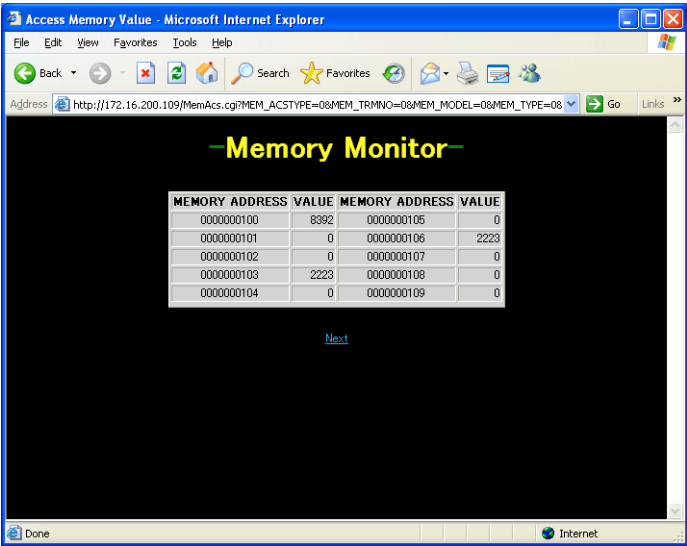 Access Memory Value - Microsoft Internet Explorer
File Edit View Favorites Tools Help
Back Search Favorites
Address http://172.16.200.109/MemAcs.cgi?MEM_ACSTYPE=0&MEM_TRMNO=0&MEM_MODEL=0&MEM_TYPE=0& Go Links »
-Memory Monitor-
MEMORY ADDRESS VALUE MEMORY ADDRESS VALUE
0000000100 8392 0000000105 0
0000000101 0 0000000106 2223
0000000102 0 0000000107 0
0000000103 2223 0000000108 0
0000000104 0 0000000109 0
Next
Done Internet